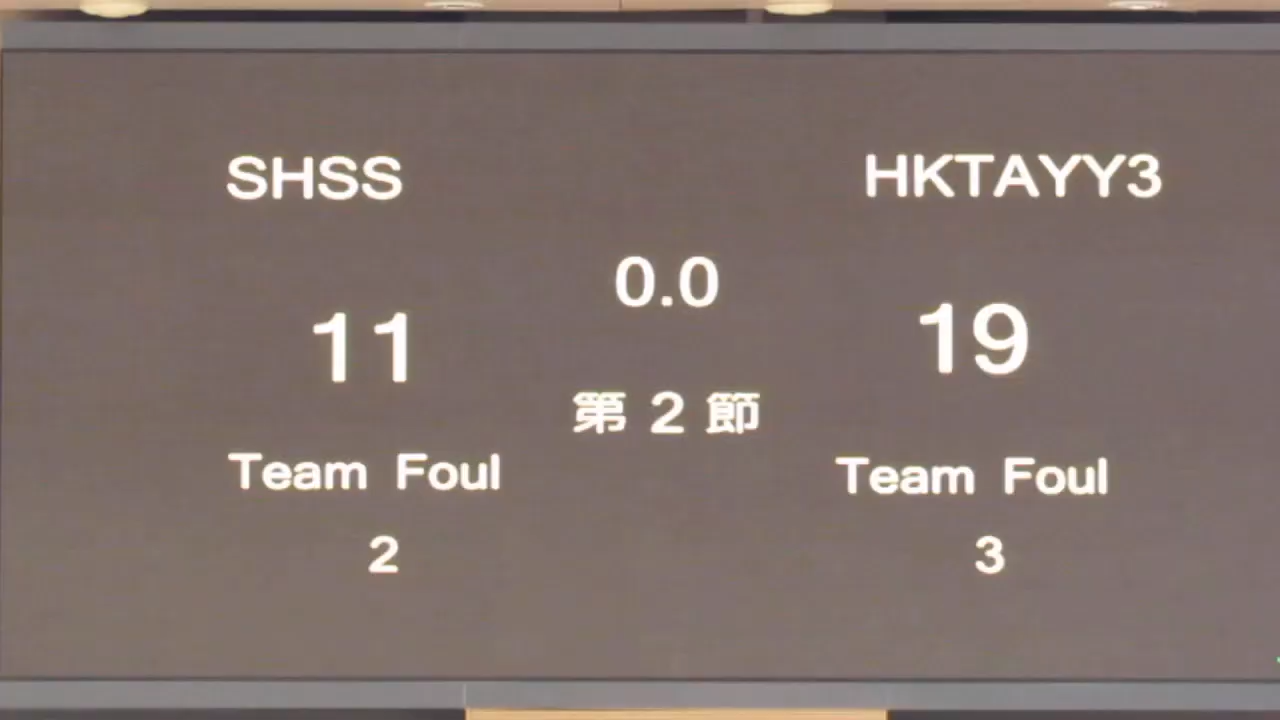 SHSS
HKTAYY3
0.0
11
19
第 2 節
Team Foul
Team Foul
2
3